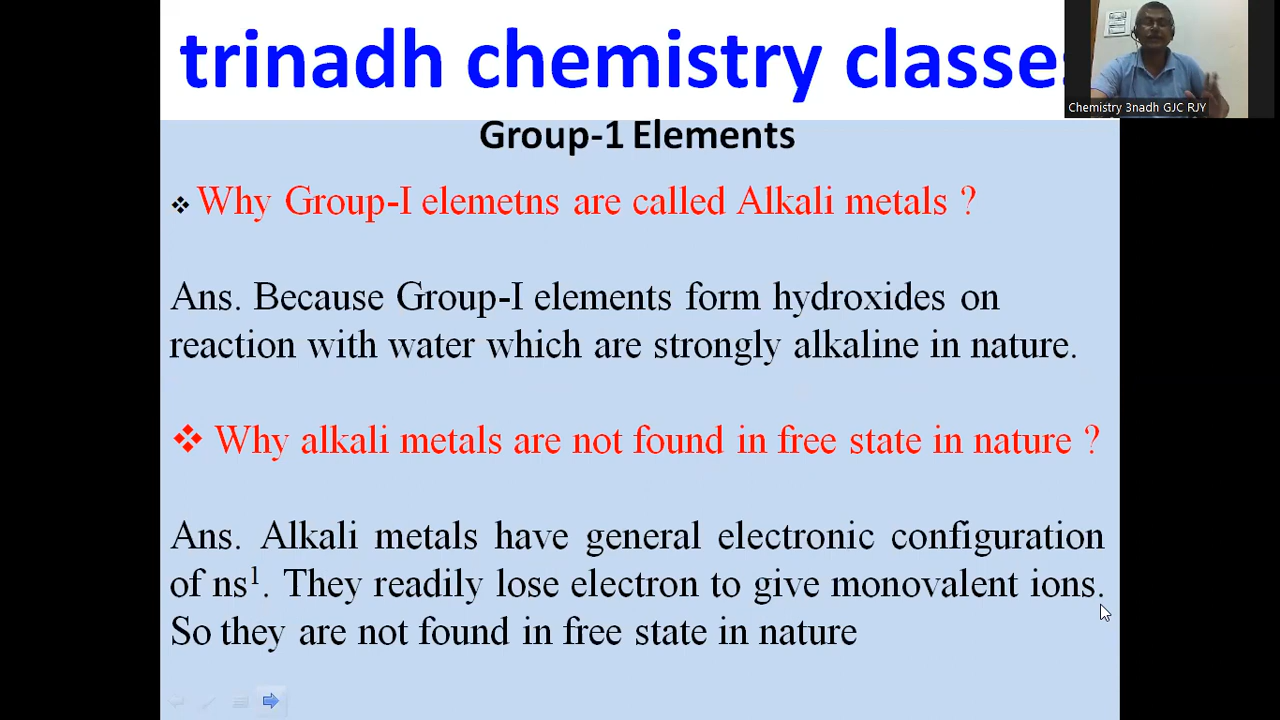 trinadh chemistry classes
Chemistry 3nadh GJC RJY
Group-1 Elements
❖ Why Group-I elemetns are called Alkali metals ?
Ans. Because Group-I elements form hydroxides on
reaction with water which are strongly alkaline in nature.
❖ Why alkali metals are not found in free state in nature ?
Ans. Alkali metals have general electronic configuration
of ns¹. They readily lose electron to give monovalent ions.
So they are not found in free state in nature